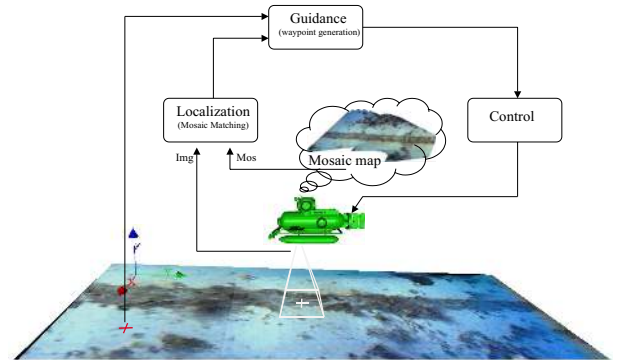 Guidance
(waypoint generation)
Localization
(Mosaic Matching)
Control
Mosaic map
Img
Mos
X